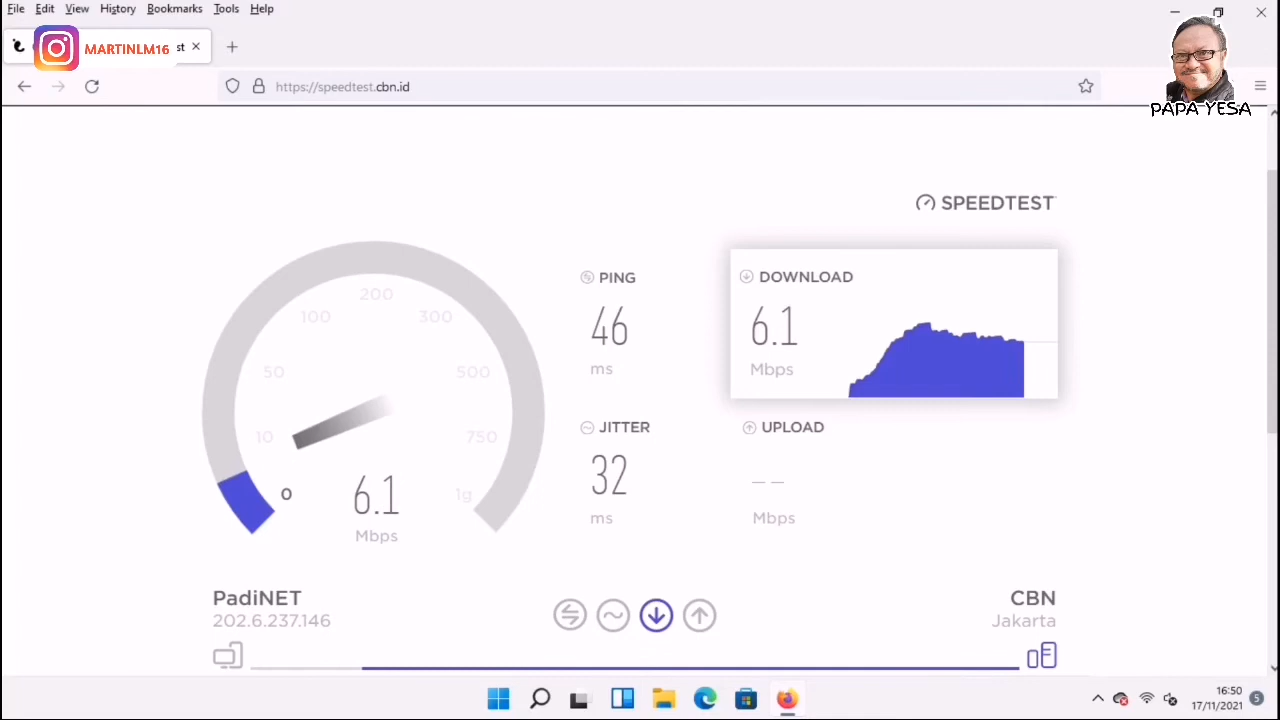 File Edit View History Bookmarks Tools Help
MARTINLM16
st
https://speedtest.cbn.id
PAPA YESA
SPEEDTEST
200
100
300
50
500
10
750
0
1g
6.1
Mbps
PING
46
ms
DOWNLOAD
6.1
Mbps
JITTER
32
ms
UPLOAD
— —
Mbps
PadiNET
202.6.237.146
CBN
Jakarta
16:50
17/11/2021
5